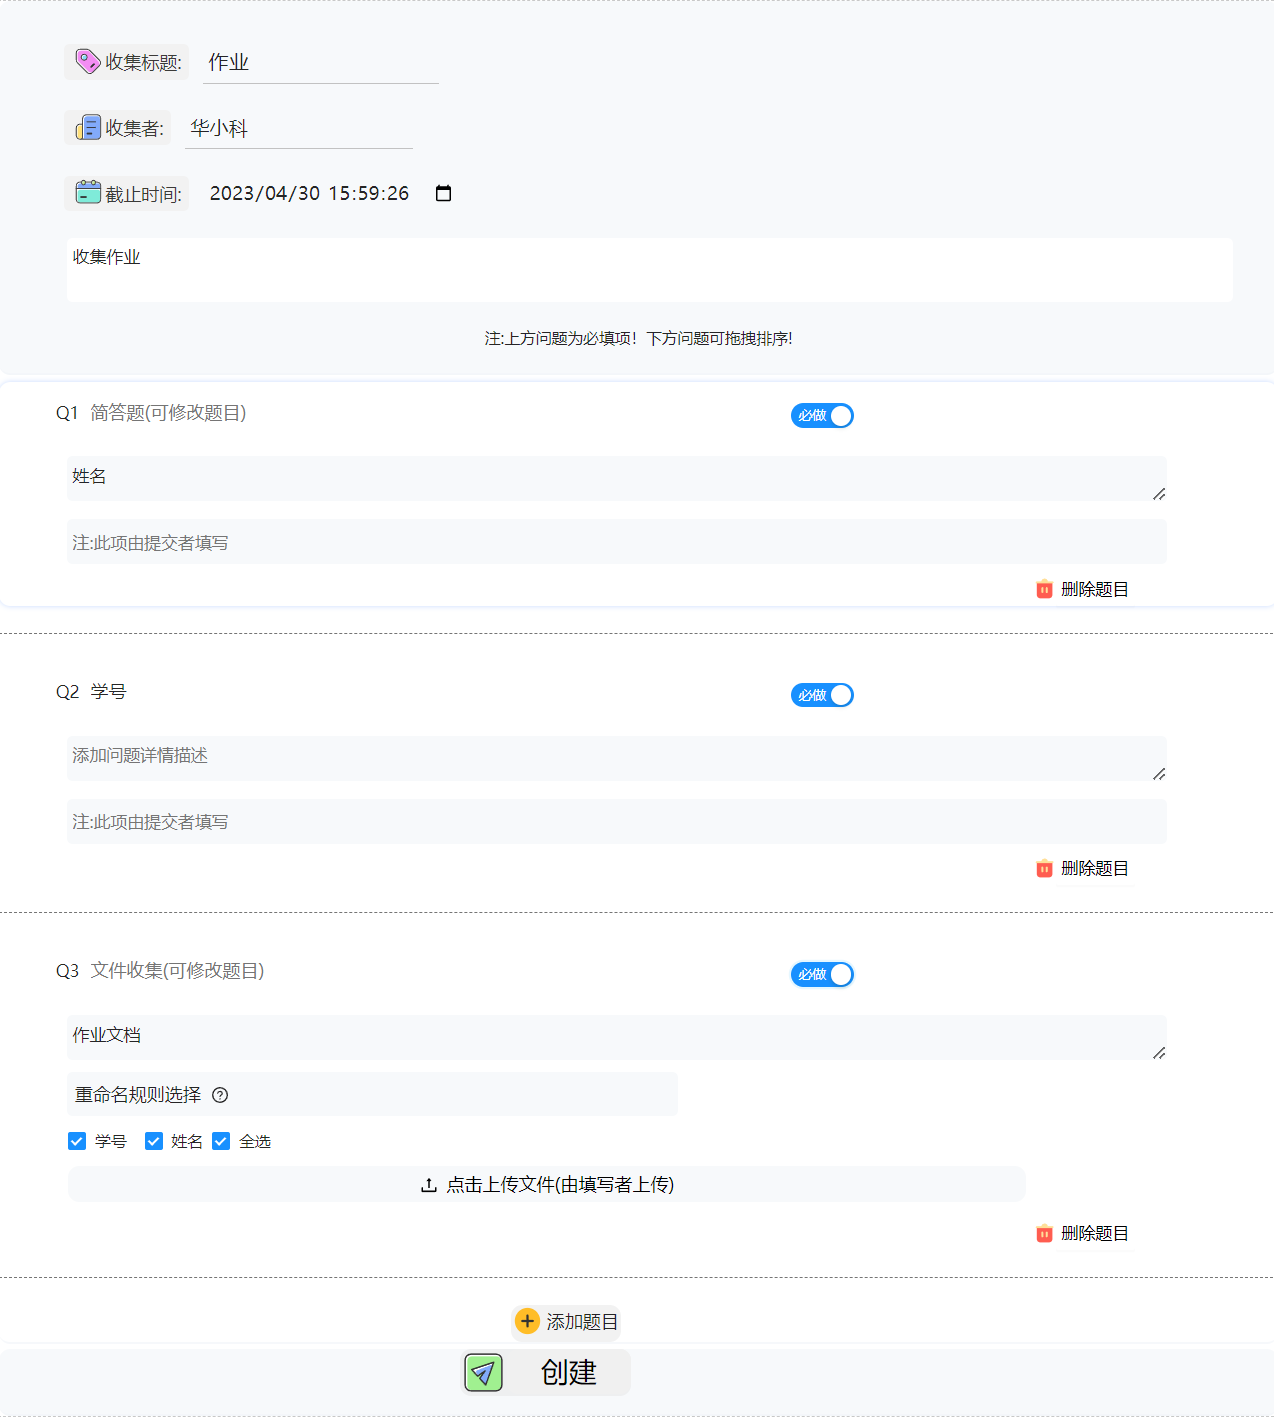 收集标题: 作业
收集者: 华小科
截止时间: 2023/04/30 15:59:26
收集作业
注:上方问题为必填项！下方问题可拖拽排序!
Q1 简答题(可修改题目) 必做
姓名
注:此项由提交者填写
删除题目
Q2 学号 必做
添加问题详情描述
注:此项由提交者填写
删除题目
Q3 文件收集(可修改题目) 必做
作业文档
重命名规则选择
学号 姓名 全选
点击上传文件(由填写者上传)
删除题目
添加题目
创建